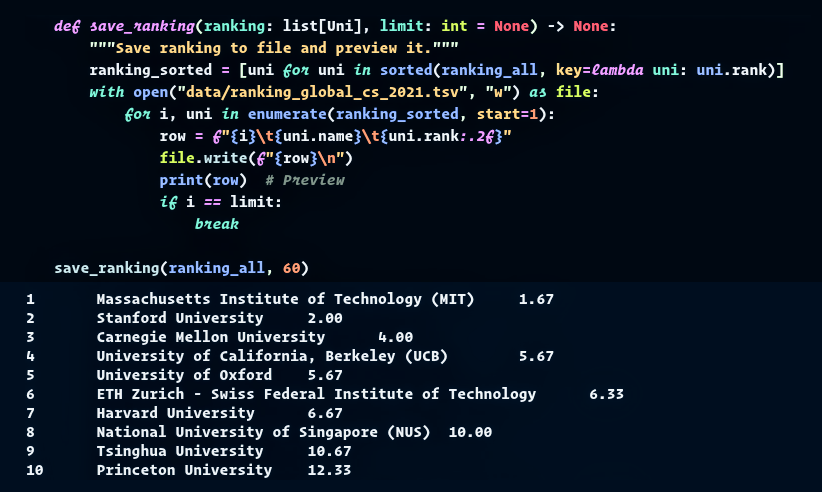 def save_ranking(ranking: list[Uni], limit: int = None) -> None:
    """Save ranking to file and preview it."""
    ranking_sorted = [uni for uni in sorted(ranking_all, key=lambda uni: uni.rank)]
    with open("data/ranking_global_cs_2021.tsv", "w") as file:
        for i, uni in enumerate(ranking_sorted, start=1):
            row = f"{i}\t{uni.name}\t{uni.rank:.2f}"
            file.write(f"{row}\n")
            print(row)  # Preview
            if i == limit:
                break
save_ranking(ranking_all, 60)
1	Massachusetts Institute of Technology (MIT)	1.67
2	Stanford University	2.00
3	Carnegie Mellon University	4.00
4	University of California, Berkeley (UCB)	5.67
5	University of Oxford	5.67
6	ETH Zurich - Swiss Federal Institute of Technology	6.33
7	Harvard University	6.67
8	National University of Singapore (NUS)	10.00
9	Tsinghua University	10.67
10	Princeton University	12.33